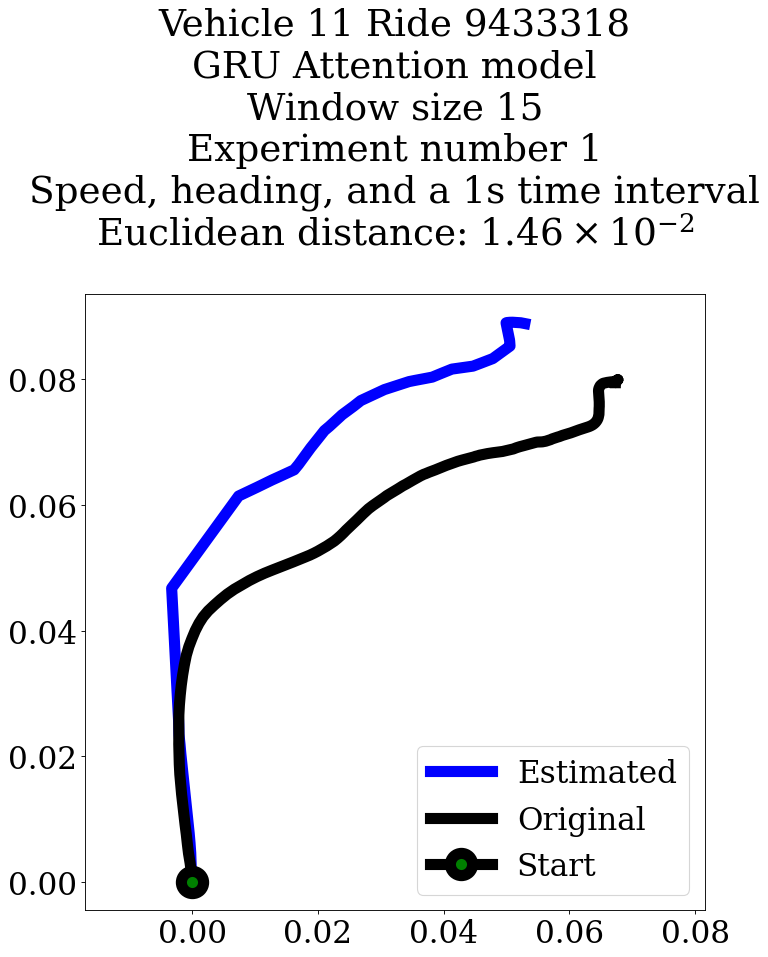 Vehicle 11 Ride 9433318
GRU Attention model
Window size 15
Experiment number 1
Speed, heading, and a 1s time interval
Euclidean distance: 1.46 × 10⁻²
0.08
0.06
0.04
0.02
0.00
Estimated
Original
Start
0.00 0.02 0.04 0.06 0.08